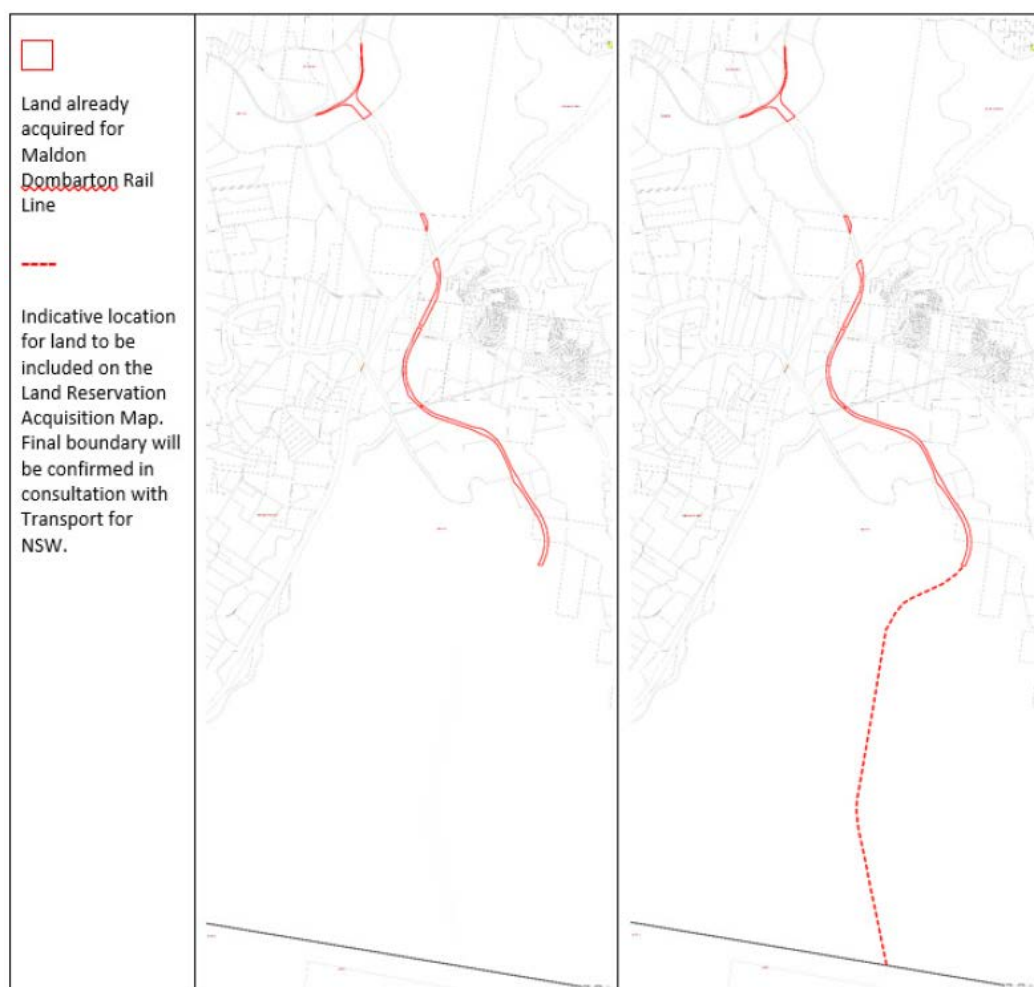 Land already
acquired for
Maldon
Dombarton Rail
Line
Indicative location
for land to be
included on the
Land Reservation
Acquisition Map.
Final boundary will
be confirmed in
consultation with
Transport for
NSW.